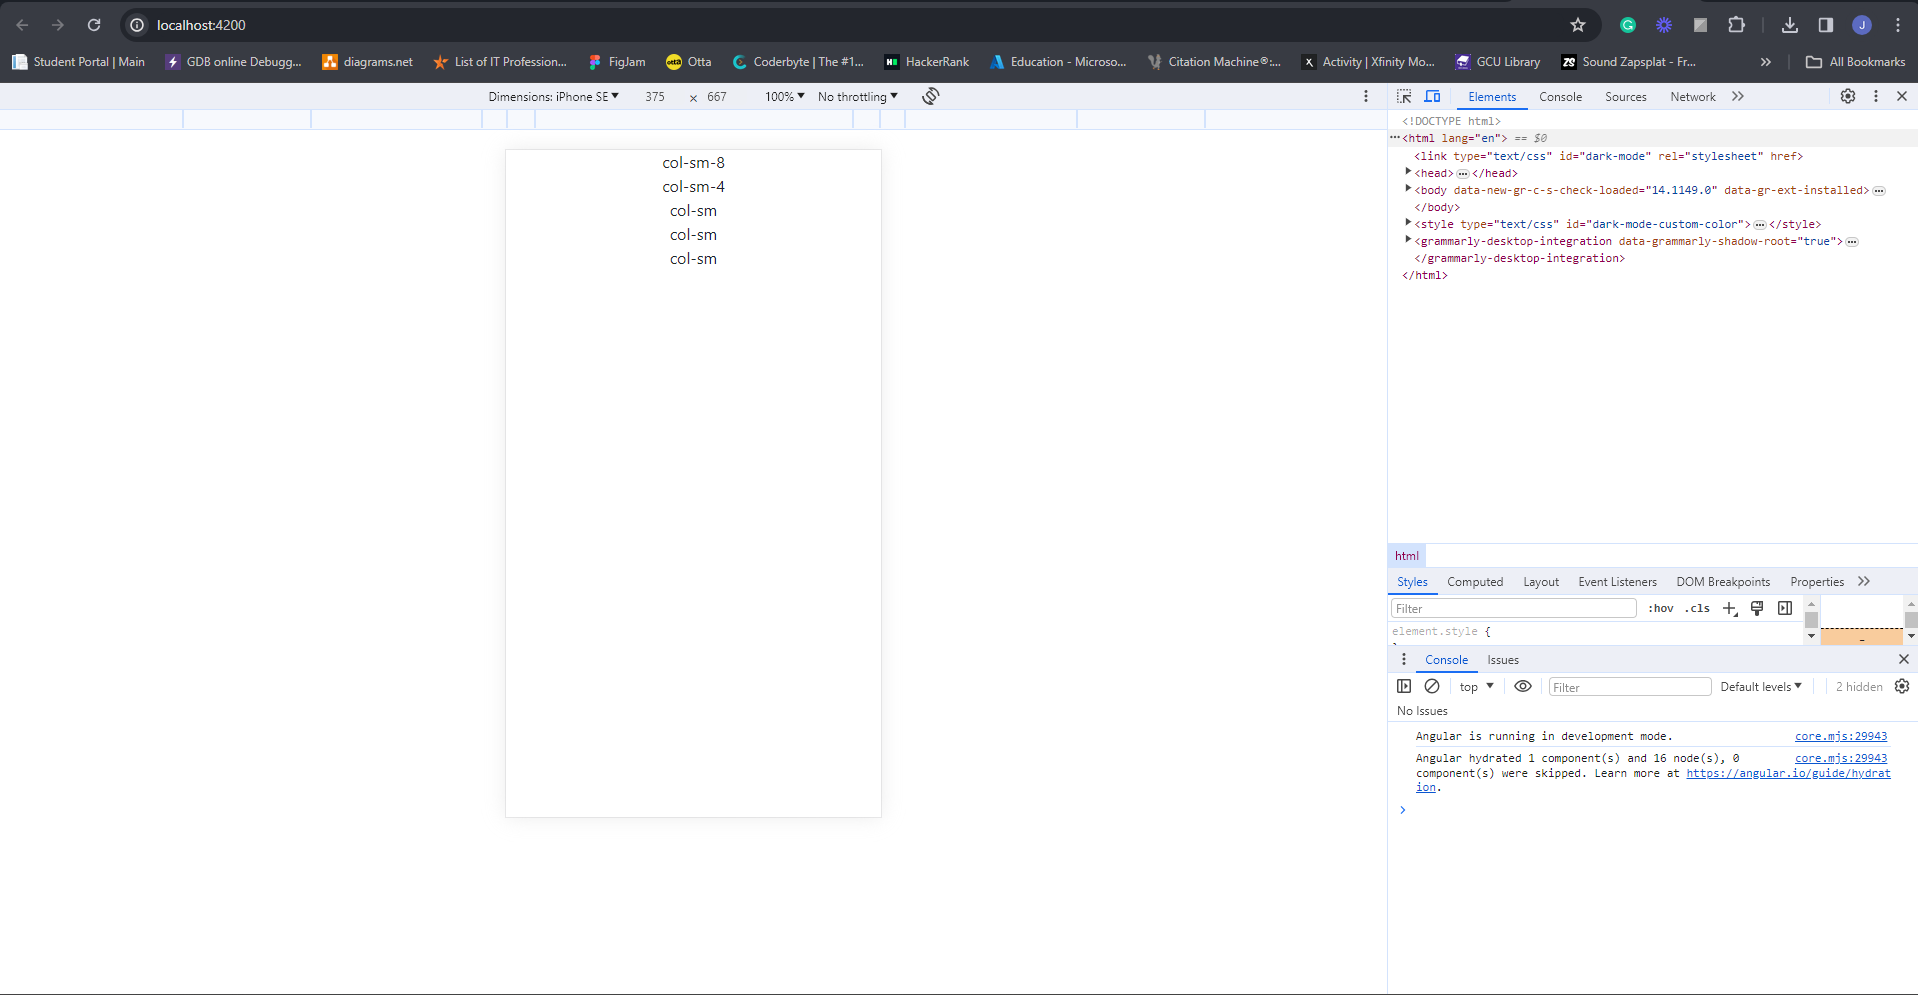 localhost:4200
J
Student Portal | Main
GDB online Debugg...
diagrams.net
List of IT Profession...
FigJam
otta Otta
Coderbyte | The #1...
HackerRank
Education - Microso...
Citation Machine®:...
X Activity | Xfinity Mo...
GCU Library
ZS Sound Zapsplat - Fr...
» All Bookmarks
Dimensions: iPhone SE 375 × 667 100% No throttling
Elements Console Sources Network
col-sm-8
col-sm-4
col-sm
col-sm
col-sm
<!DOCTYPE html>
<html lang="en"> == $0
<link type="text/css" id="dark-mode" rel="stylesheet" href>
<head> ••• </head>
<body data-new-gr-c-s-check-loaded="14.1149.0" data-gr-ext-installed> •••
</body>
<style type="text/css" id="dark-mode-custom-color"> ••• </style>
<grammarly-desktop-integration data-grammarly-shadow-root="true"> •••
</grammarly-desktop-integration>
</html>
html
Styles Computed Layout Event Listeners DOM Breakpoints Properties
Filter :hov .cls
element.style {
-
Console Issues
top Filter Default levels 2 hidden
No Issues
Angular is running in development mode. core.mjs:29943
Angular hydrated 1 component(s) and 16 node(s), 0 core.mjs:29943
component(s) were skipped. Learn more at https://angular.io/guide/hydrat
ion.